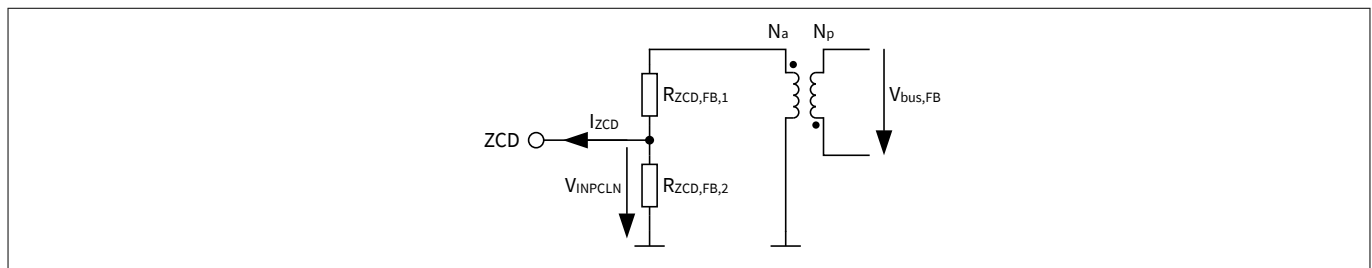 Na Np
RZCD,FB,1
Vbus,FB
IZCD
ZCD
VINPCLN
RZCD,FB,2